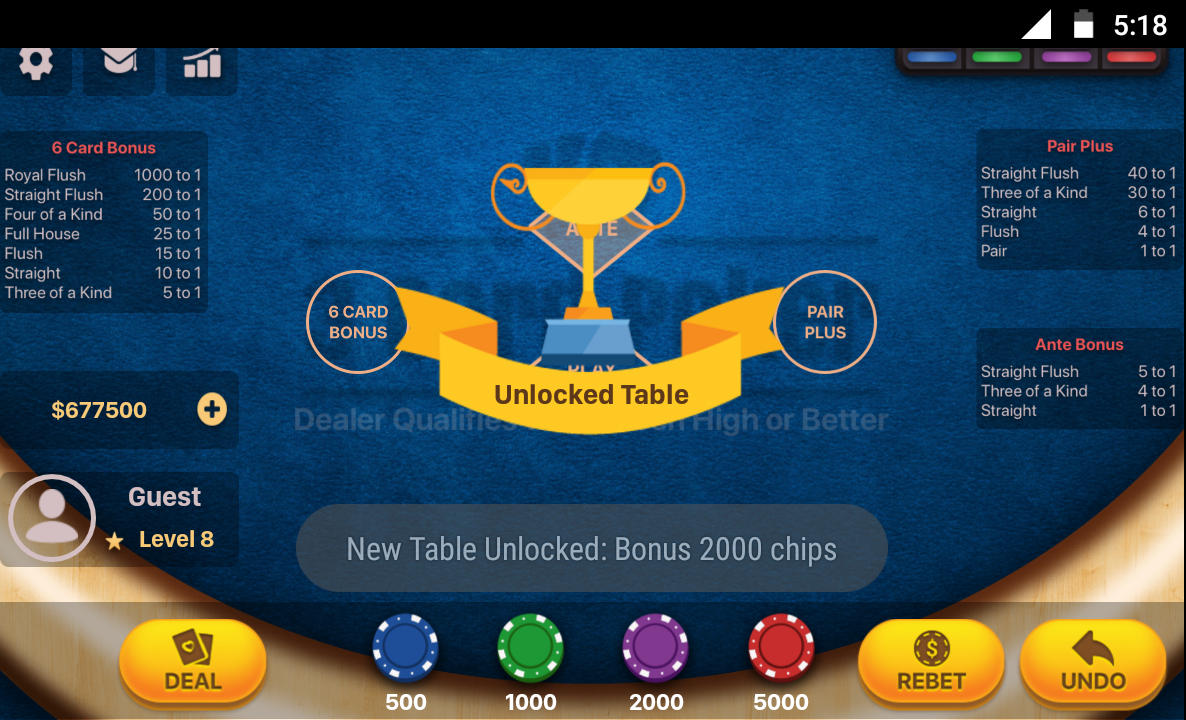 5:18
6 Card Bonus
Royal Flush 1000 to 1
Straight Flush 200 to 1
Four of a Kind 50 to 1
Full House 25 to 1
Flush 15 to 1
Straight 10 to 1
Three of a Kind 5 to 1
Pair Plus
Straight Flush 40 to 1
Three of a Kind 30 to 1
Straight 6 to 1
Flush 4 to 1
Pair 1 to 1
6 CARD
BONUS
PAIR
PLUS
Ante Bonus
Straight Flush 5 to 1
Three of a Kind 4 to 1
Straight 1 to 1
PLAY
Unlocked Table
Dealer High or Better
$677500
Guest
Level 8
New Table Unlocked: Bonus 2000 chips
DEAL
500
1000
2000
5000
REBET
UNDO